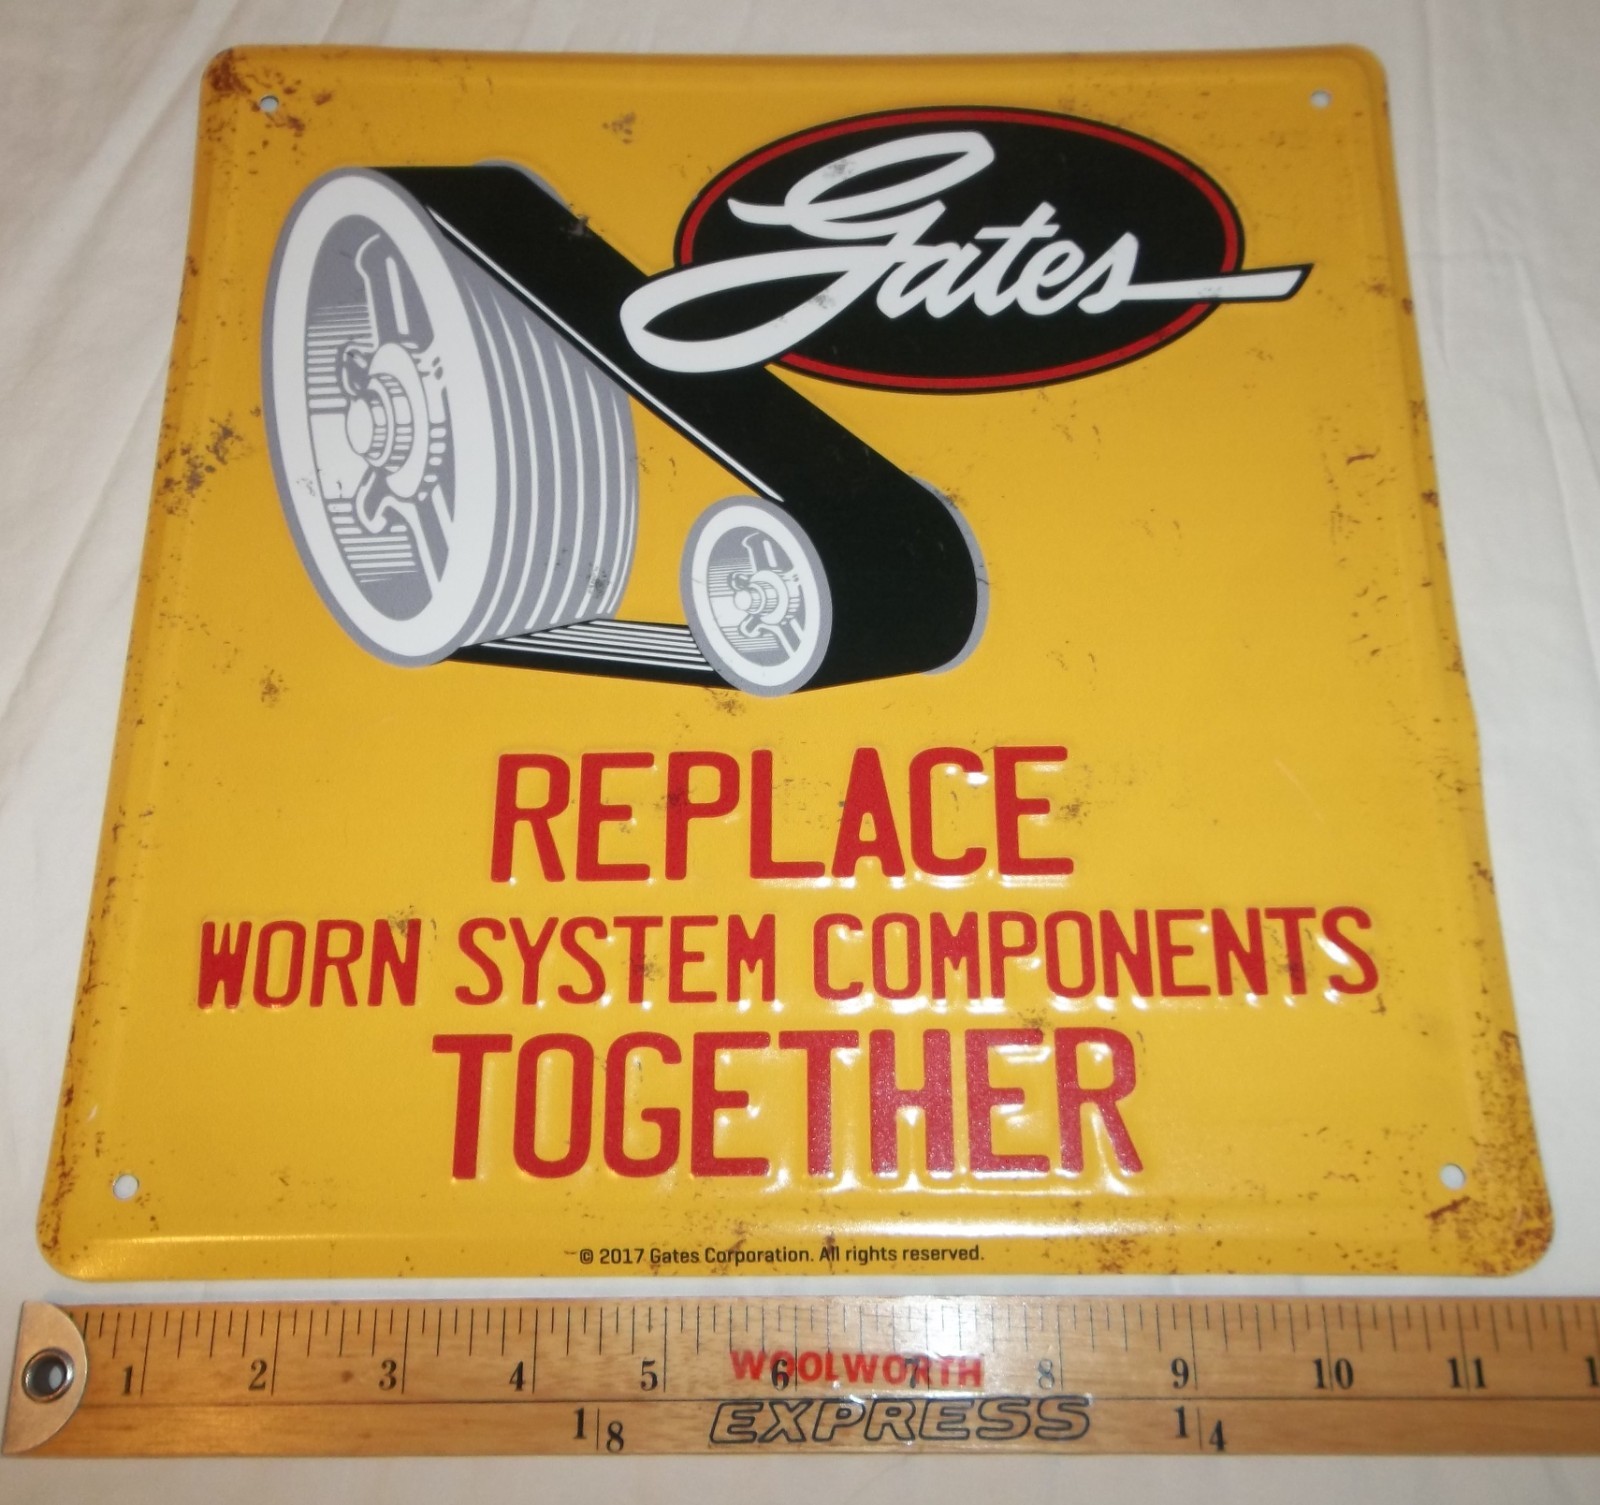 Gates
REPLACE
WORN SYSTEM COMPONENTS
TOGETHER
© 2017 Gates Corporation. All rights reserved.
1 2 3 4 5 6 7 8 9 10 11 1
WOOLWORTH
EXPRESS
1/8 1/4